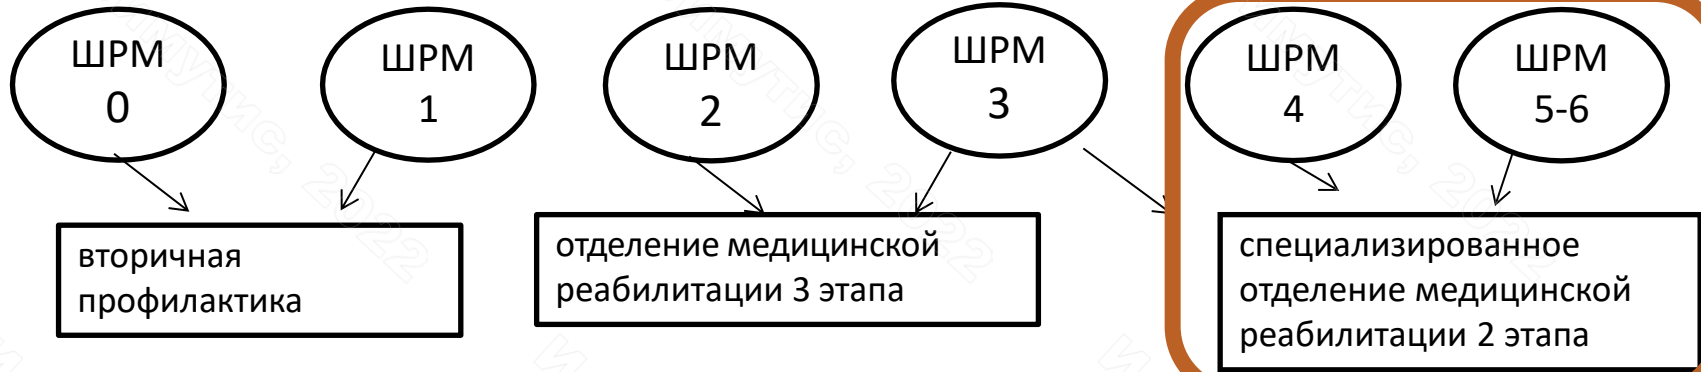 ШРМ
0
ШРМ
1
ШРМ
2
ШРМ
3
ШРМ
4
ШРМ
5-6
вторичная
профилактика
отделение медицинской
реабилитации 3 этапа
специализированное
отделение медицинской
реабилитации 2 этапа